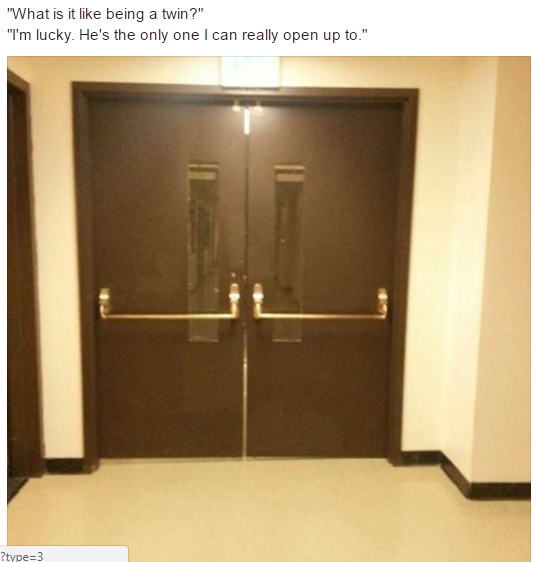 "What is it like being a twin?"
"I'm lucky. He's the only one I can really open up to."
?type=3